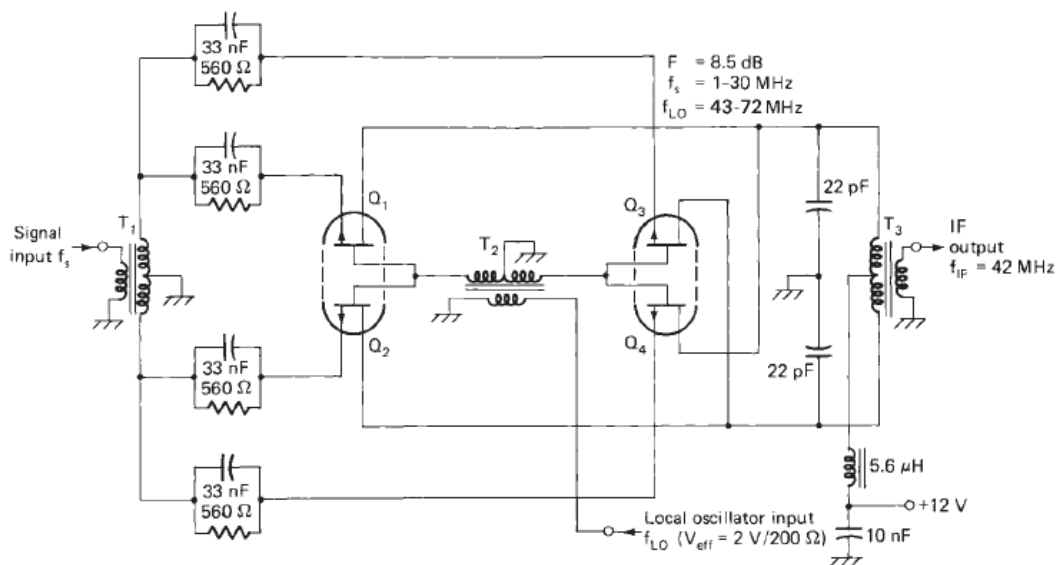 33 nF
560 Ω
F = 8.5 dB
f_s = 1–30 MHz
f_LO = 43-72 MHz
33 nF
560 Ω
Q_1
Q_3
22 pF
Signal
input f_s
T_1
T_2
T_3
IF
output
f_IF = 42 MHz
Q_2
Q_4
33 nF
560 Ω
22 pF
33 nF
560 Ω
5.6 μH
+12 V
Local oscillator input
f_LO (V_eff = 2 V/200 Ω)
10 nF